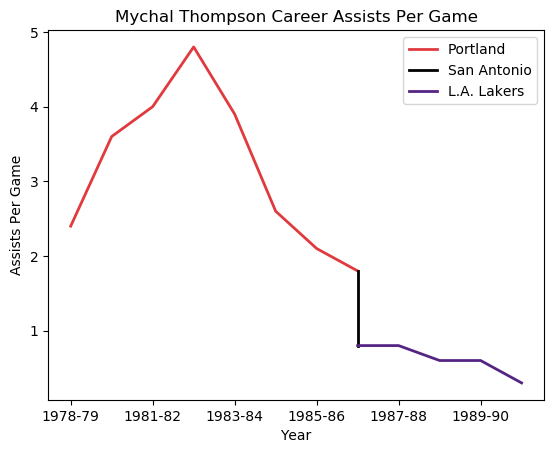 Mychal Thompson Career Assists Per Game
Portland
San Antonio
L.A. Lakers
5
4
3
2
1
Assists Per Game
1978-79
1981-82
1983-84
1985-86
1987-88
1989-90
Year